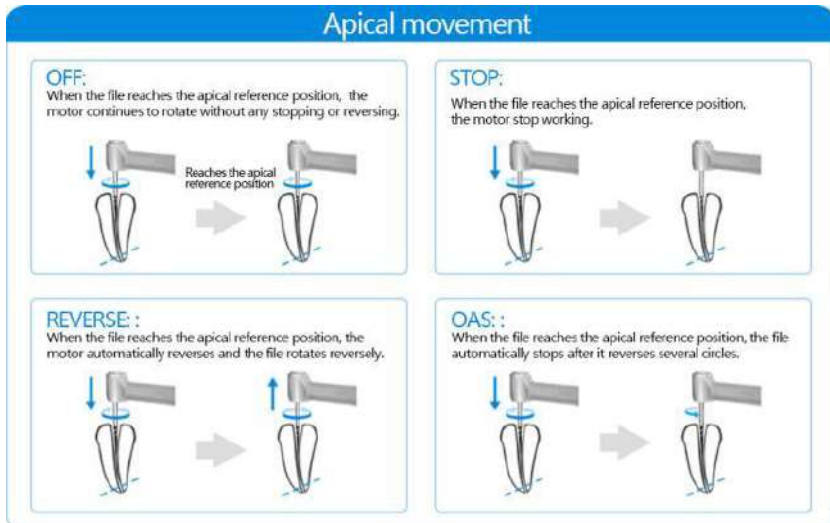 Apical movement
OFF:
When the file reaches the apical reference position, the
motor continues to rotate without any stopping or reversing.
Reaches the apical
reference position
STOP:
When the file reaches the apical reference position,
the motor stop working.
REVERSE: :
When the file reaches the apical reference position, the
motor automatically reverses and the file rotates reversely.
OAS: :
When the file reaches the apical reference position, the file
automatically stops after it reverses several circles.